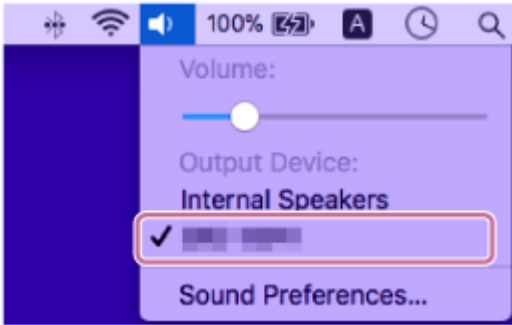 100% A
Volume:
Output Device:
Internal Speakers
Sound Preferences...